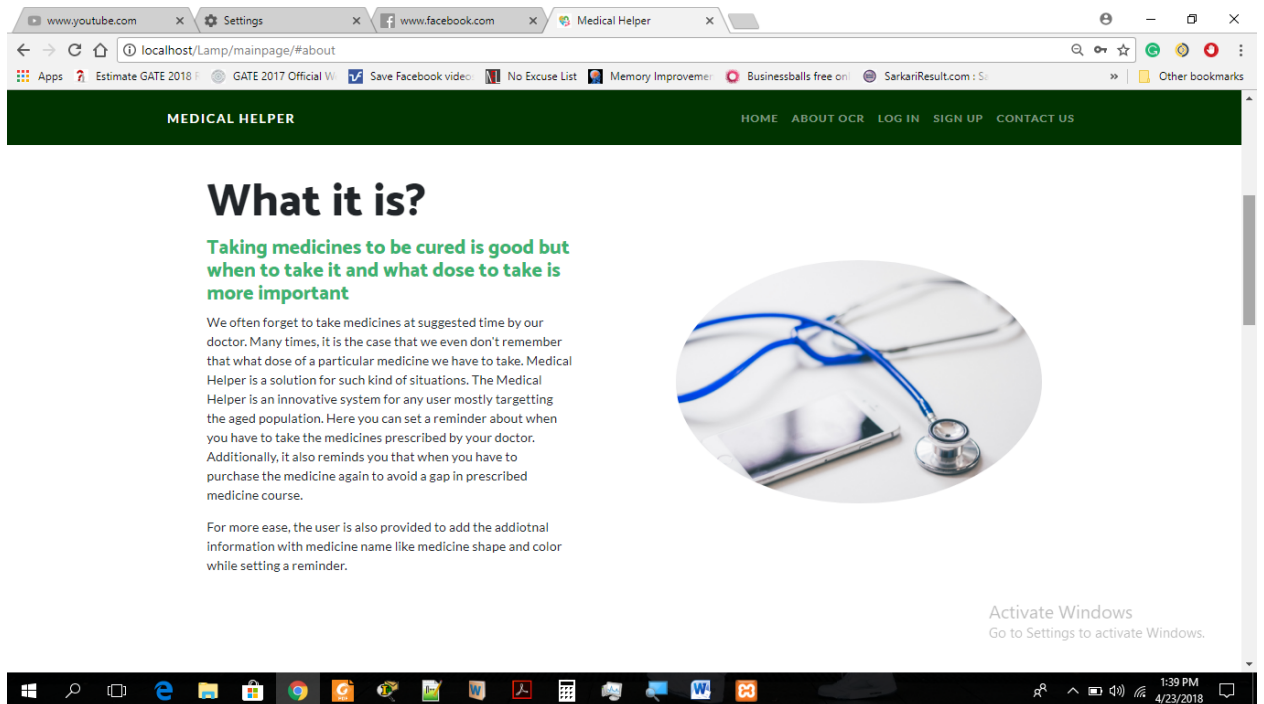 www.youtube.com
Settings
www.facebook.com
Medical Helper
localhost/Lamp/mainpage/#about
Apps
Estimate GATE 2018
GATE 2017 Official
Save Facebook video
No Excuse List
Memory Improvemen
Businessballs free onl
SarkariResult.com :
»
Other bookmarks
MEDICAL HELPER
HOME ABOUT OCR LOG IN SIGN UP CONTACT US
What it is?
Taking medicines to be cured is good but
when to take it and what dose to take is
more important
We often forget to take medicines at suggested time by our
doctor. Many times, it is the case that we even don't remember
that what dose of a particular medicine we have to take. Medical
Helper is a solution for such kind of situations. The Medical
Helper is an innovative system for any user mostly targetting
the aged population. Here you can set a reminder about when
you have to take the medicines prescribed by your doctor.
Additionally, it also reminds you that when you have to
purchase the medicine again to avoid a gap in prescribed
medicine course.
For more ease, the user is also provided to add the addiotnal
information with medicine name like medicine shape and color
while setting a reminder.
Activate Windows
Go to Settings to activate Windows.
1:39 PM
4/23/2018